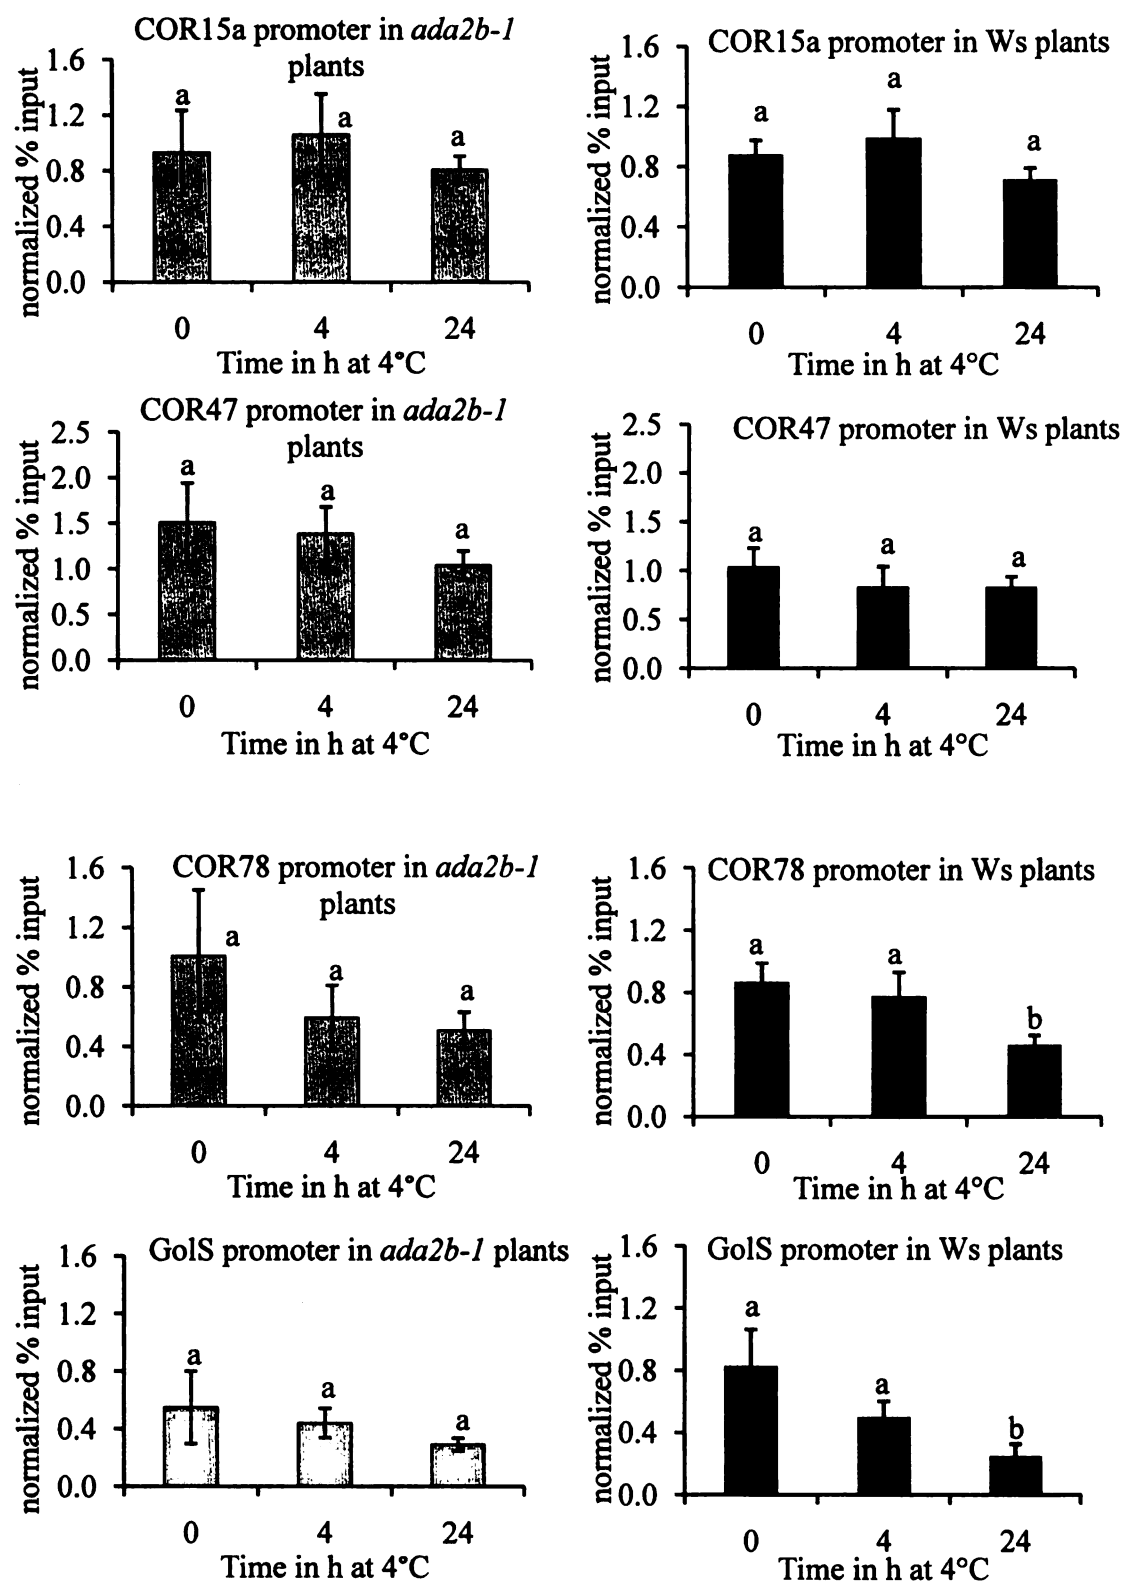 COR15a promoter in ada2b-1
plants
normalized % input
1.6
1.2
0.8
0.4
0.0
a
a
a
0 4 24
Time in h at 4°C
COR15a promoter in Ws plants
normalized % input
1.6
1.2
0.8
0.4
0.0
a
a
a
0 4 24
Time in h at 4°C
COR47 promoter in ada2b-1
plants
normalized % input
2.5
2.0
1.5
1.0
0.5
0.0
a
a
a
0 4 24
Time in h at 4°C
COR47 promoter in Ws plants
normalized % input
2.5
2.0
1.5
1.0
0.5
0.0
a
a
a
0 4 24
Time in h at 4°C
COR78 promoter in ada2b-1
plants
normalized % input
1.6
1.2
0.8
0.4
0.0
a
a
a
0 4 24
Time in h at 4°C
COR78 promoter in Ws plants
normalized % input
1.6
1.2
0.8
0.4
0.0
a
a
b
0 4 24
Time in h at 4°C
GolS promoter in ada2b-1 plants
normalized % input
1.6
1.2
0.8
0.4
0.0
a
a
a
0 4 24
Time in h at 4°C
GolS promoter in Ws plants
normalized % input
1.6
1.2
0.8
0.4
0.0
a
a
b
0 4 24
Time in h at 4°C